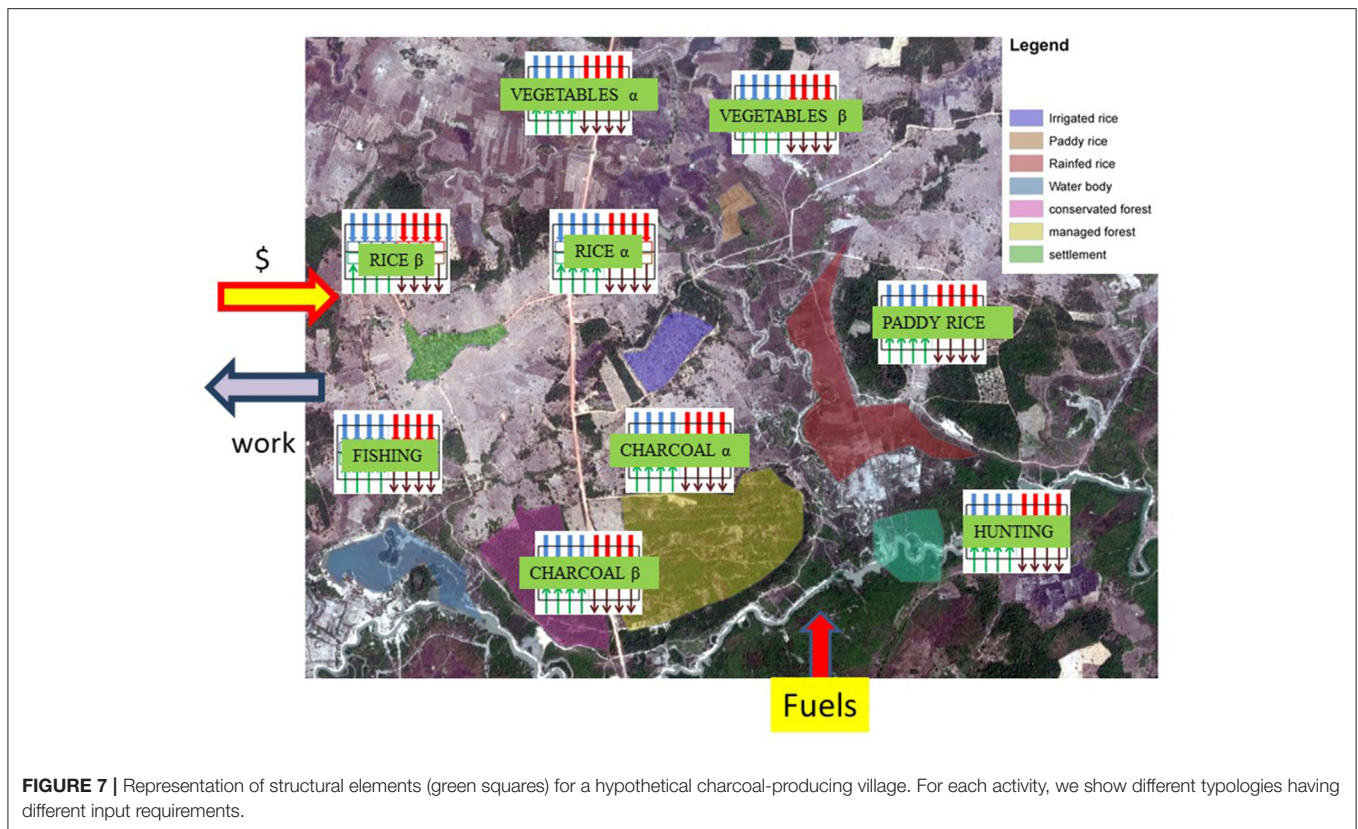 Legend
Irrigated rice
Paddy rice
Rainfed rice
Water body
conservated forest
managed forest
settlement
VEGETABLES α
VEGETABLES β
RICE β
RICE α
PADDY RICE
$
work
FISHING
CHARCOAL α
HUNTING
CHARCOAL β
Fuels
FIGURE 7 | Representation of structural elements (green squares) for a hypothetical charcoal-producing village. For each activity, we show different typologies having
different input requirements.